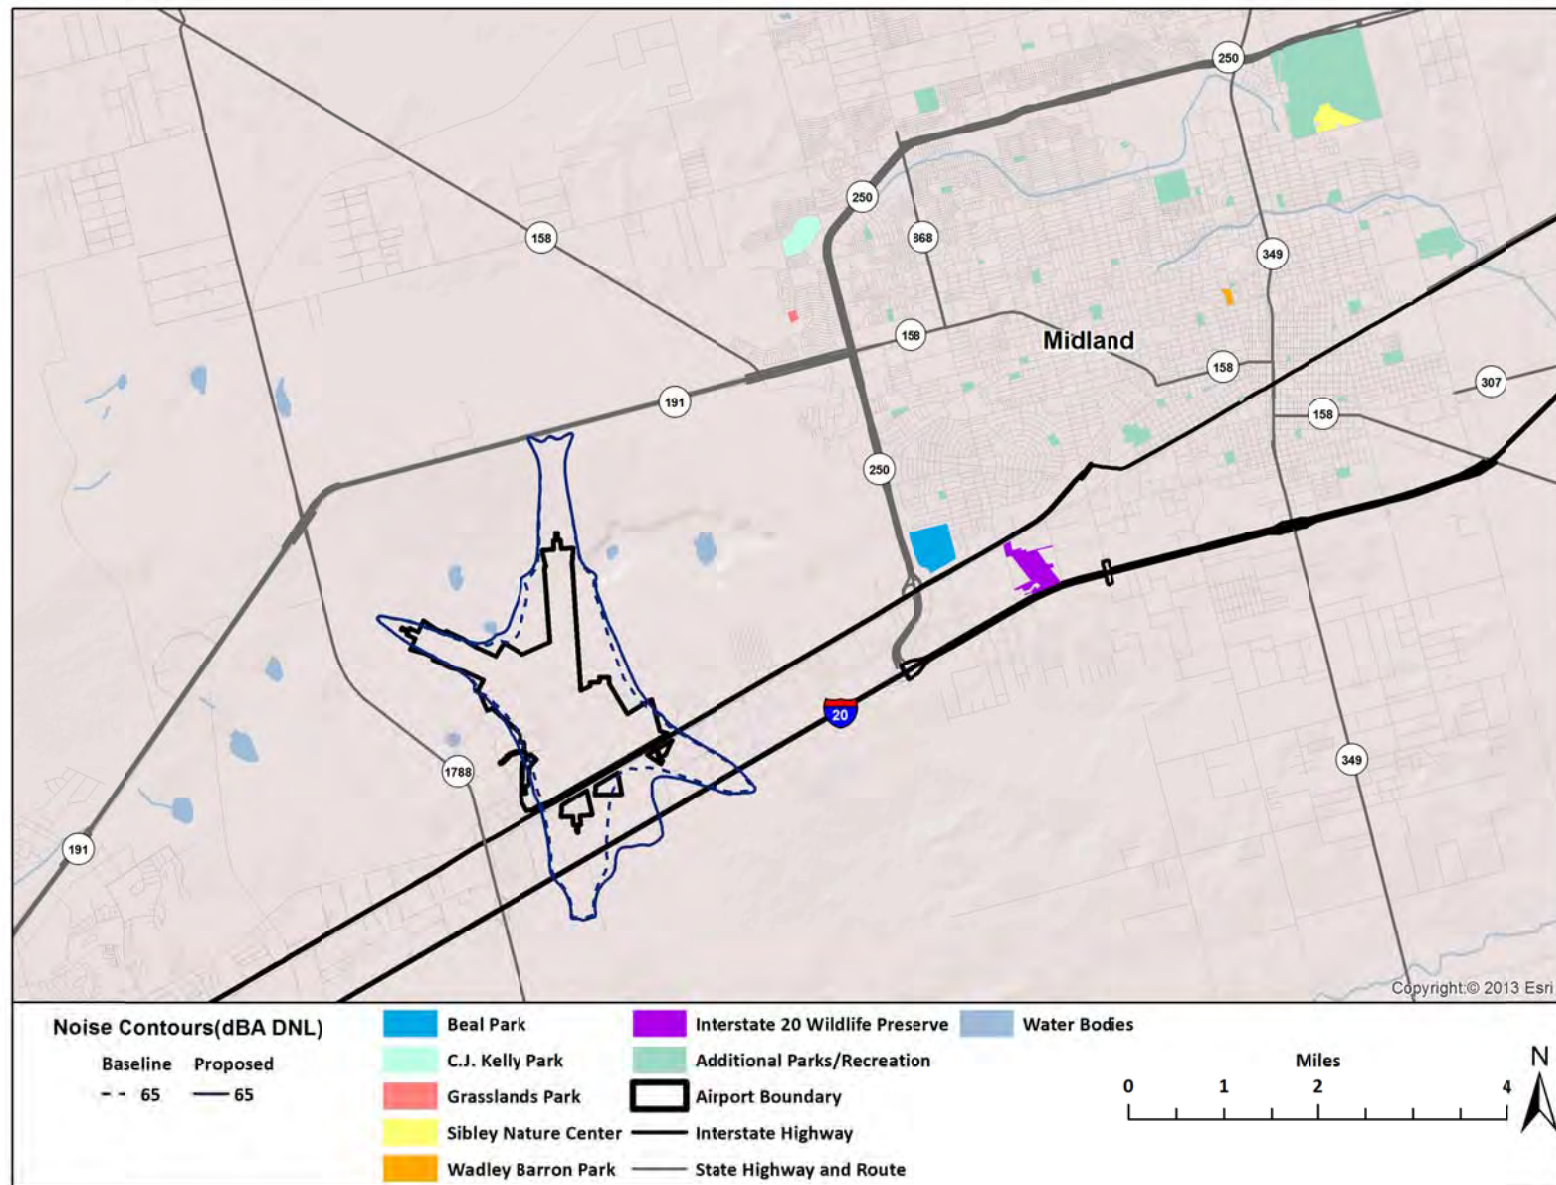 250
250
158
868
349
158
Midland
158
307
191
158
250
20
349
1788
191
Copyright:© 2013 Esri
Noise Contours(dBA DNL)
Baseline Proposed
65 65
Beal Park
C.J. Kelly Park
Grasslands Park
Sibley Nature Center
Wadley Barron Park
Interstate 20 Wildlife Preserve
Additional Parks/Recreation
Airport Boundary
Interstate Highway
State Highway and Route
Water Bodies
Miles
0 1 2 4
N